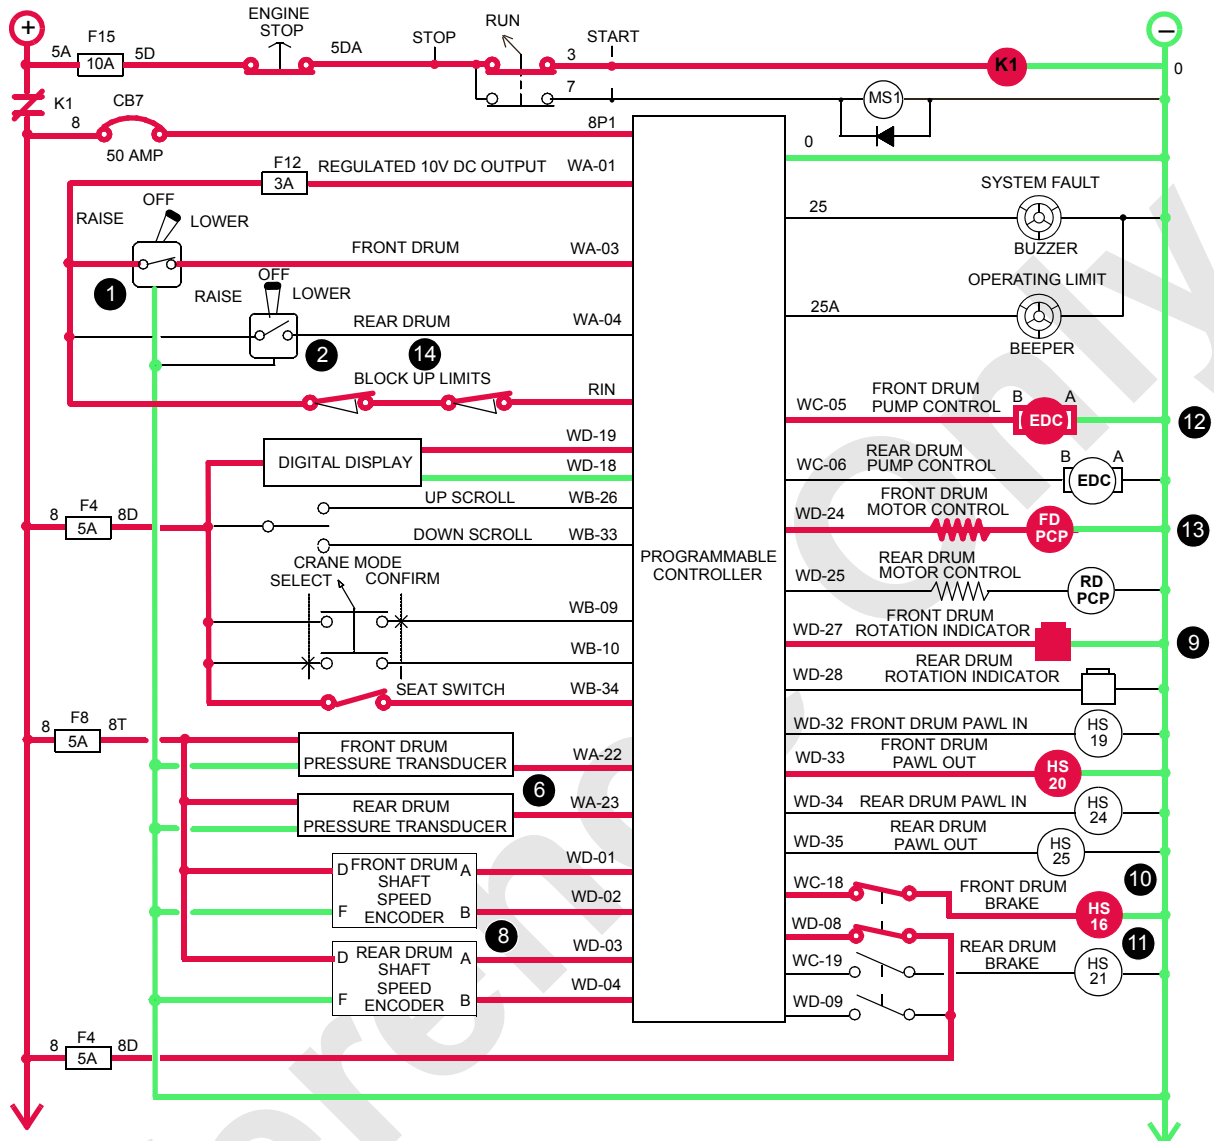 ENGINE
STOP
RUN
F15
5A
10A
5D
5DA
STOP
3
START
K1
0
7
MS1
K1
CB7
8
50 AMP
8P1
0
F12
3A
REGULATED 10V DC OUTPUT
WA-01
OFF
RAISE
LOWER
FRONT DRUM
WA-03
1
OFF
RAISE
LOWER
REAR DRUM
WA-04
2
14
BLOCK UP LIMITS
RIN
DIGITAL DISPLAY
WD-19
WD-18
8
F4
5A
8D
UP SCROLL
WB-26
DOWN SCROLL
WB-33
CRANE MODE
SELECT
CONFIRM
WB-09
WB-10
SEAT SWITCH
WB-34
8
F8
5A
8T
FRONT DRUM
PRESSURE TRANSDUCER
WA-22
6
REAR DRUM
PRESSURE TRANSDUCER
WA-23
D FRONT DRUM A
SHAFT
SPEED
F ENCODER B
WD-01
WD-02
8
D REAR DRUM A
SHAFT
SPEED
F ENCODER B
WD-03
WD-04
8
F4
5A
8D
PROGRAMMABLE
CONTROLLER
25
SYSTEM FAULT
BUZZER
OPERATING LIMIT
25A
BEEPER
WC-05
FRONT DRUM
PUMP CONTROL
B
A
EDC
12
WC-06
REAR DRUM
PUMP CONTROL
B
A
EDC
WD-24
FRONT DRUM
MOTOR CONTROL
FD
PCP
13
WD-25
REAR DRUM
MOTOR CONTROL
RD
PCP
WD-27
FRONT DRUM
ROTATION INDICATOR
9
WD-28
REAR DRUM
ROTATION INDICATOR
WD-32 FRONT DRUM PAWL IN
HS
19
WD-33
FRONT DRUM
PAWL OUT
HS
20
WD-34 REAR DRUM PAWL IN
HS
24
WD-35
REAR DRUM
PAWL OUT
HS
25
WC-18
FRONT DRUM
BRAKE
10
HS
16
WD-08
11
WC-19
REAR DRUM
BRAKE
HS
21
WD-09